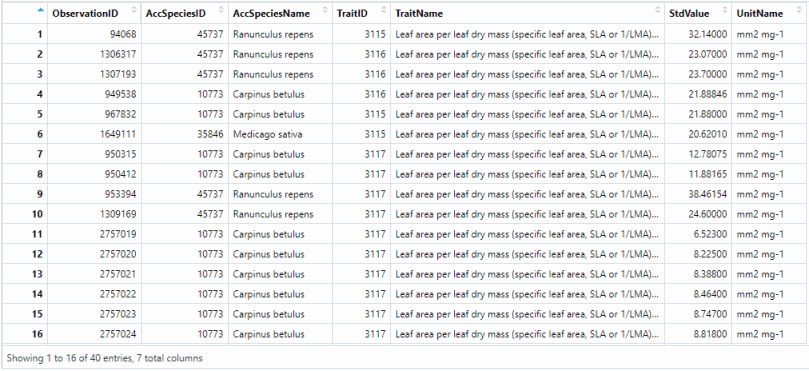 ObservationID AccSpeciesID AccSpeciesName TraitID TraitName StdValue UnitName
1 94068 45737 Ranunculus repens 3115 Leaf area per leaf dry mass (specific leaf area, SLA or 1/LMA)... 32.14000 mm2 mg-1
2 1306317 45737 Ranunculus repens 3116 Leaf area per leaf dry mass (specific leaf area, SLA or 1/LMA)... 23.07000 mm2 mg-1
3 1307193 45737 Ranunculus repens 3116 Leaf area per leaf dry mass (specific leaf area, SLA or 1/LMA)... 23.70000 mm2 mg-1
4 949538 10773 Carpinus betulus 3116 Leaf area per leaf dry mass (specific leaf area, SLA or 1/LMA)... 21.88846 mm2 mg-1
5 967832 10773 Carpinus betulus 3115 Leaf area per leaf dry mass (specific leaf area, SLA or 1/LMA)... 21.88000 mm2 mg-1
6 1649111 35846 Medicago sativa 3115 Leaf area per leaf dry mass (specific leaf area, SLA or 1/LMA)... 20.62010 mm2 mg-1
7 950315 10773 Carpinus betulus 3117 Leaf area per leaf dry mass (specific leaf area, SLA or 1/LMA)... 12.78075 mm2 mg-1
8 950412 10773 Carpinus betulus 3117 Leaf area per leaf dry mass (specific leaf area, SLA or 1/LMA)... 11.88165 mm2 mg-1
9 953394 45737 Ranunculus repens 3117 Leaf area per leaf dry mass (specific leaf area, SLA or 1/LMA)... 38.46154 mm2 mg-1
10 1309169 45737 Ranunculus repens 3117 Leaf area per leaf dry mass (specific leaf area, SLA or 1/LMA)... 24.60000 mm2 mg-1
11 2757019 10773 Carpinus betulus 3117 Leaf area per leaf dry mass (specific leaf area, SLA or 1/LMA)... 6.52300 mm2 mg-1
12 2757020 10773 Carpinus betulus 3117 Leaf area per leaf dry mass (specific leaf area, SLA or 1/LMA)... 8.22500 mm2 mg-1
13 2757021 10773 Carpinus betulus 3117 Leaf area per leaf dry mass (specific leaf area, SLA or 1/LMA)... 8.38800 mm2 mg-1
14 2757022 10773 Carpinus betulus 3117 Leaf area per leaf dry mass (specific leaf area, SLA or 1/LMA)... 8.46400 mm2 mg-1
15 2757023 10773 Carpinus betulus 3117 Leaf area per leaf dry mass (specific leaf area, SLA or 1/LMA)... 8.74700 mm2 mg-1
16 2757024 10773 Carpinus betulus 3117 Leaf area per leaf dry mass (specific leaf area, SLA or 1/LMA)... 8.81800 mm2 mg-1
Showing 1 to 16 of 40 entries, 7 total columns